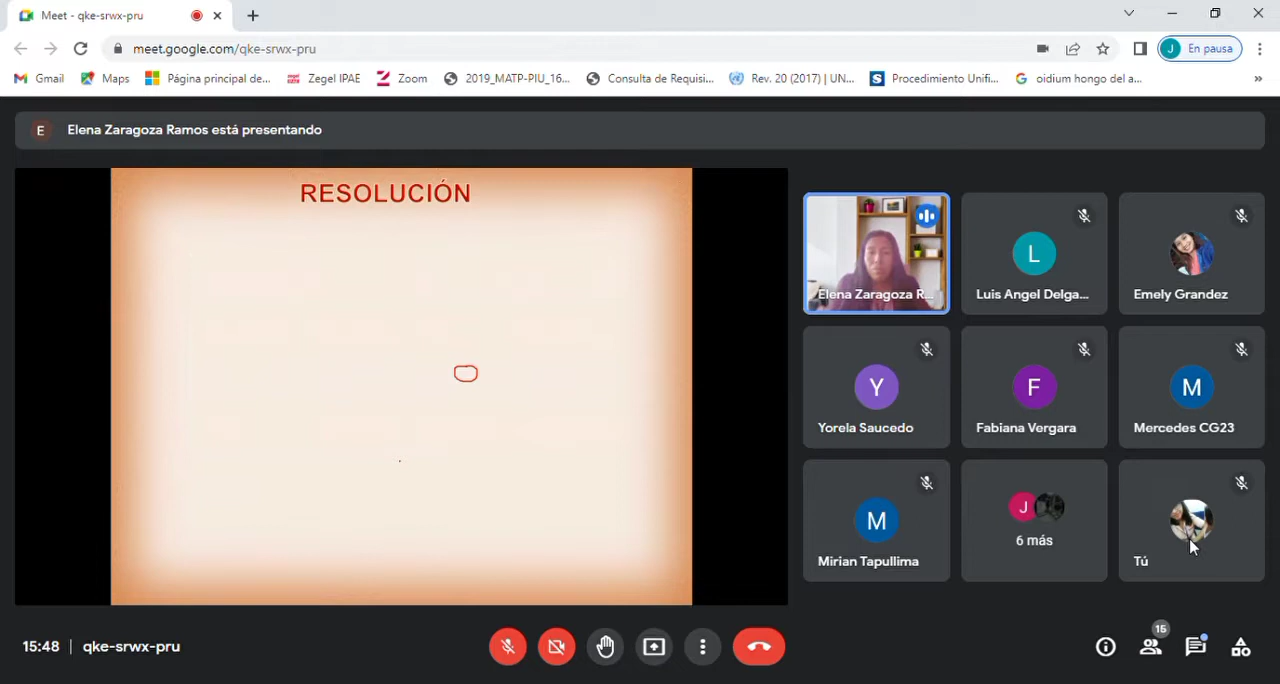 Meet - qke-srwx-pru
meet.google.com/qke-srwx-pru
J
En pausa
Gmail
Maps
Página principal de...
Zegel IPAE
Zoom
2019_MATP-PIU_16...
Consulta de Requisi...
Rev. 20 (2017) | UN...
S
Procedimiento Unifi...
G
oidium hongo del a...
»
E
Elena Zaragoza Ramos está presentando
RESOLUCIÓN
Elena Zaragoza R...
L
Luis Angel Delga...
Emely Grandez
Y
Yorela Saucedo
F
Fabiana Vergara
M
Mercedes CG23
M
Mirian Tapullima
J
6 más
Tú
15:48 | qke-srwx-pru
15